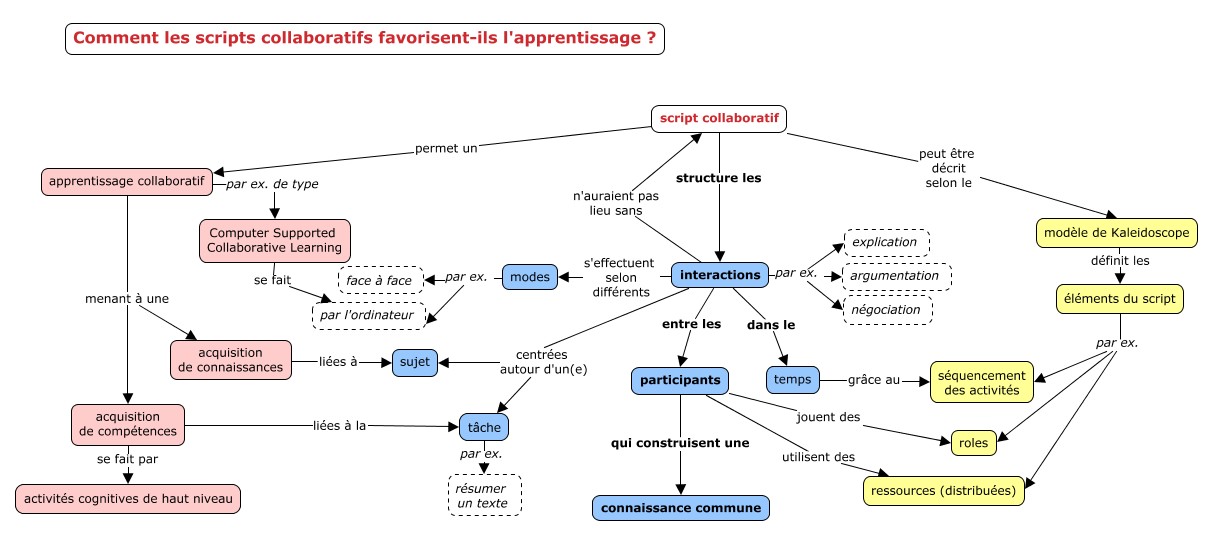 Comment les scripts collaboratifs favorisent-ils l'apprentissage ?
script collaboratif
permet un
peut être
décrit
selon le
structure les
apprentissage collaboratif
par ex. de type
n'auraient pas
lieu sans
Computer Supported
Collaborative Learning
modèle de Kaleidoscope
explication
définit les
se fait
face à face
par ex.
modes
s'effectuent
selon
différents
interactions
par ex.
argumentation
menant à une
par l'ordinateur
négociation
éléments du script
entre les
dans le
par ex.
acquisition
de connaissances
liées à
sujet
centrées
autour d'un(e)
participants
temps
grâce au
séquencement
des activités
acquisition
de compétences
liées à la
tâche
jouent des
roles
qui construisent une
se fait par
par ex.
utilisent des
activités cognitives de haut niveau
résumer
un texte
ressources (distribuées)
connaissance commune